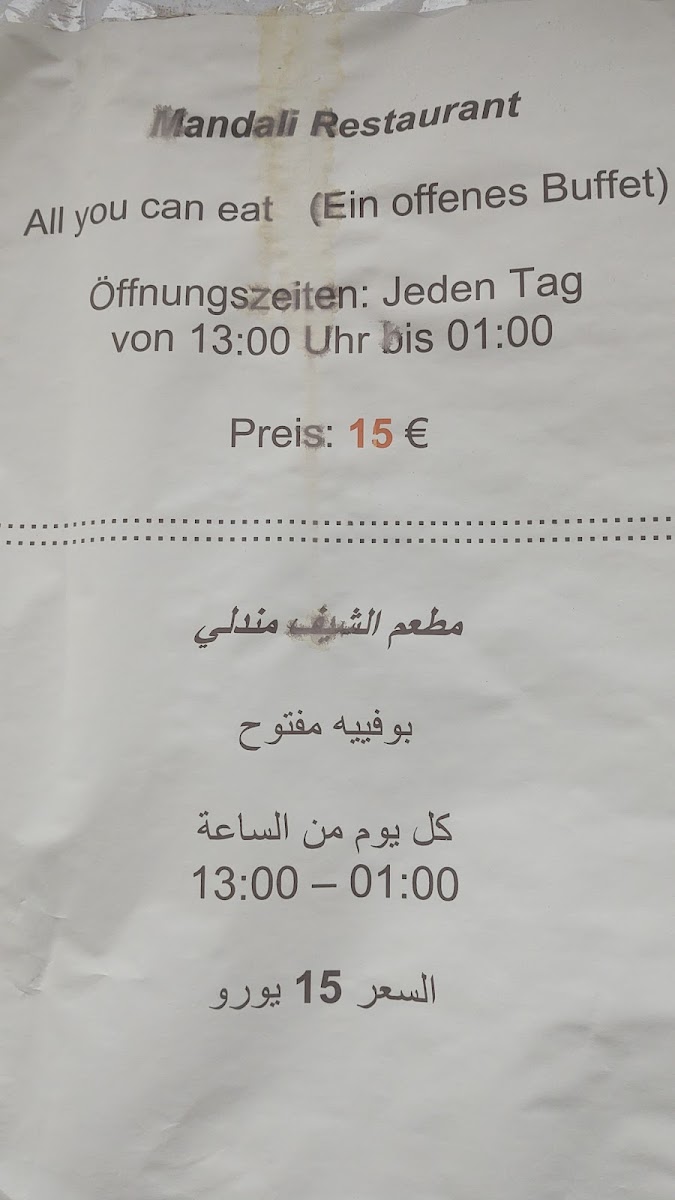 Mandali Restaurant
All you can eat (Ein offenes Buffet)
Öffnungszeiten: Jeden Tag
von 13:00 Uhr bis 01:00
Preis: 15 €
مطعم الشيف مندلي
بوفييه مفتوح
كل يوم من الساعة
13:00 – 01:00
السعر 15 يورو